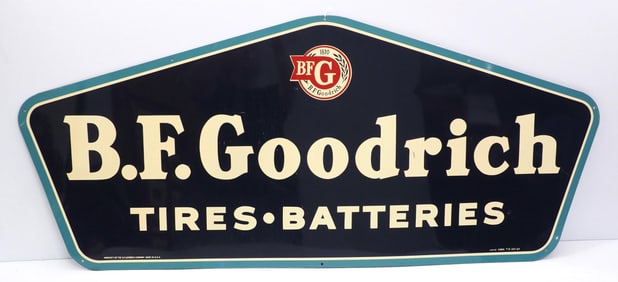 1870
BFG
B.F.Goodrich
B.F.Goodrich
TIRES•BATTERIES